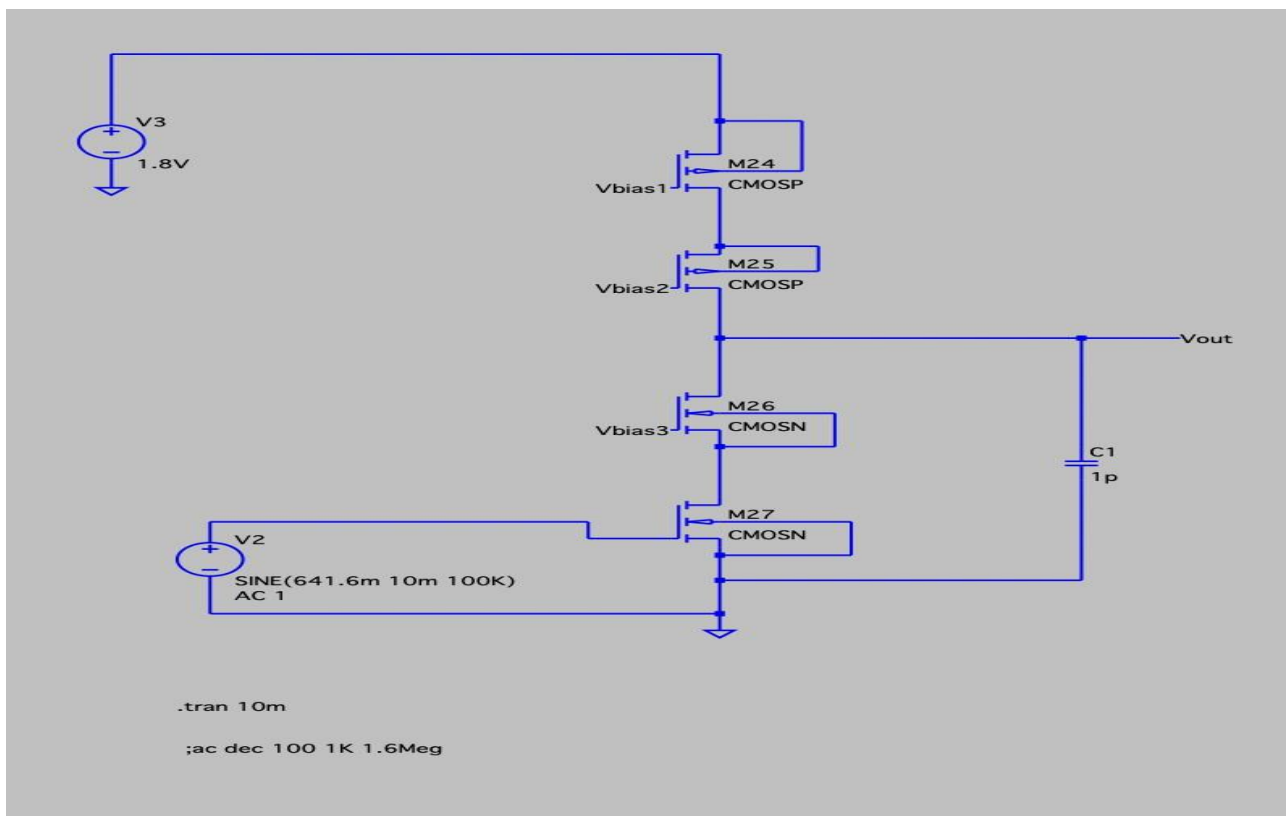 V3
1.8V
M24
Vbias1
CMOSP
M25
Vbias2
CMOSP
Vout
M26
Vbias3
CMOSN
C1
1p
M27
CMOSN
V2
SINE(641.6m 10m 100K)
AC 1
.tran 10m
;ac dec 100 1K 1.6Meg